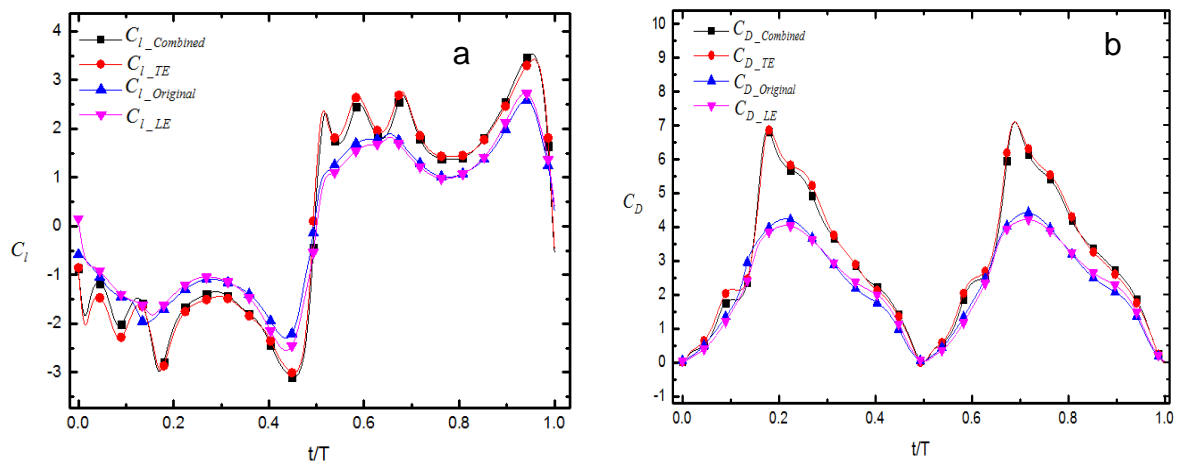 a
C_l_Combined
C_l_TE
C_l_Original
C_l_LE
4
3
2
1
0
-1
-2
-3
C_l
0.0 0.2 0.4 0.6 0.8 1.0
t/T
b
C_D_Combined
C_D_TE
C_D_Original
C_D_LE
10
9
8
7
6
5
4
3
2
1
0
-1
C_D
0.0 0.2 0.4 0.6 0.8 1.0
t/T